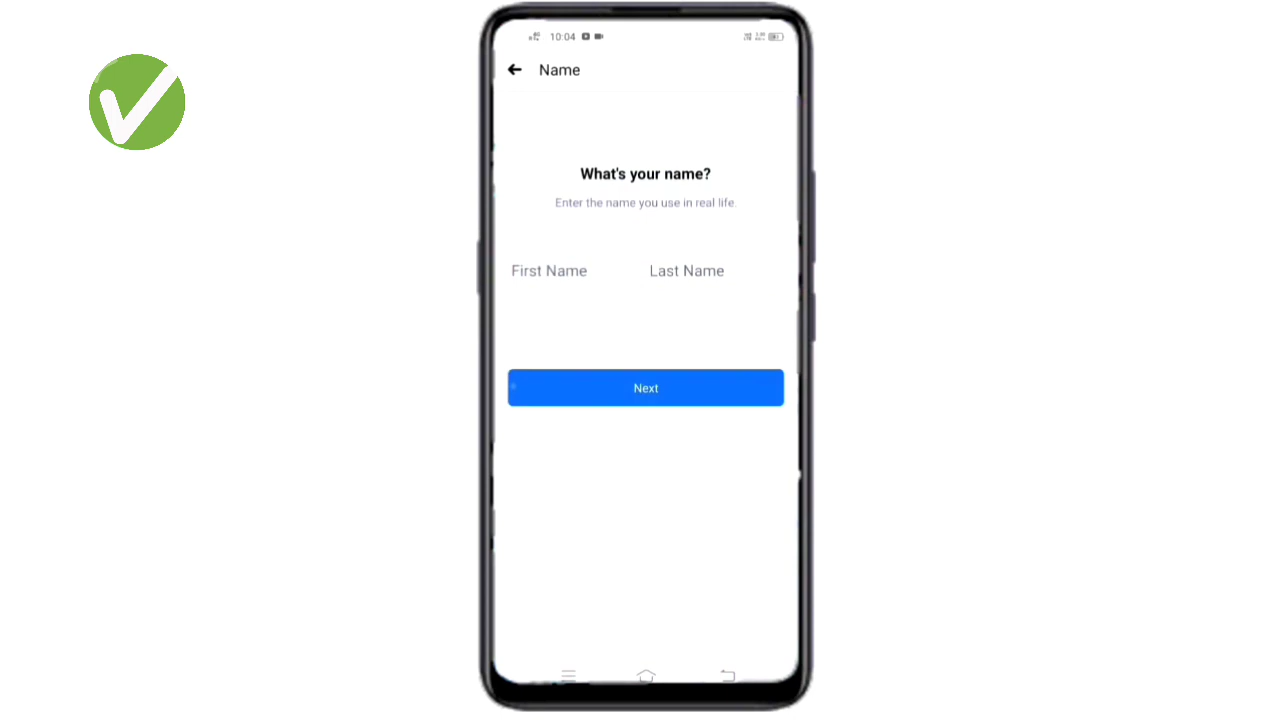 10:04
Name
What's your name?
Enter the name you use in real life.
First Name Last Name
Next